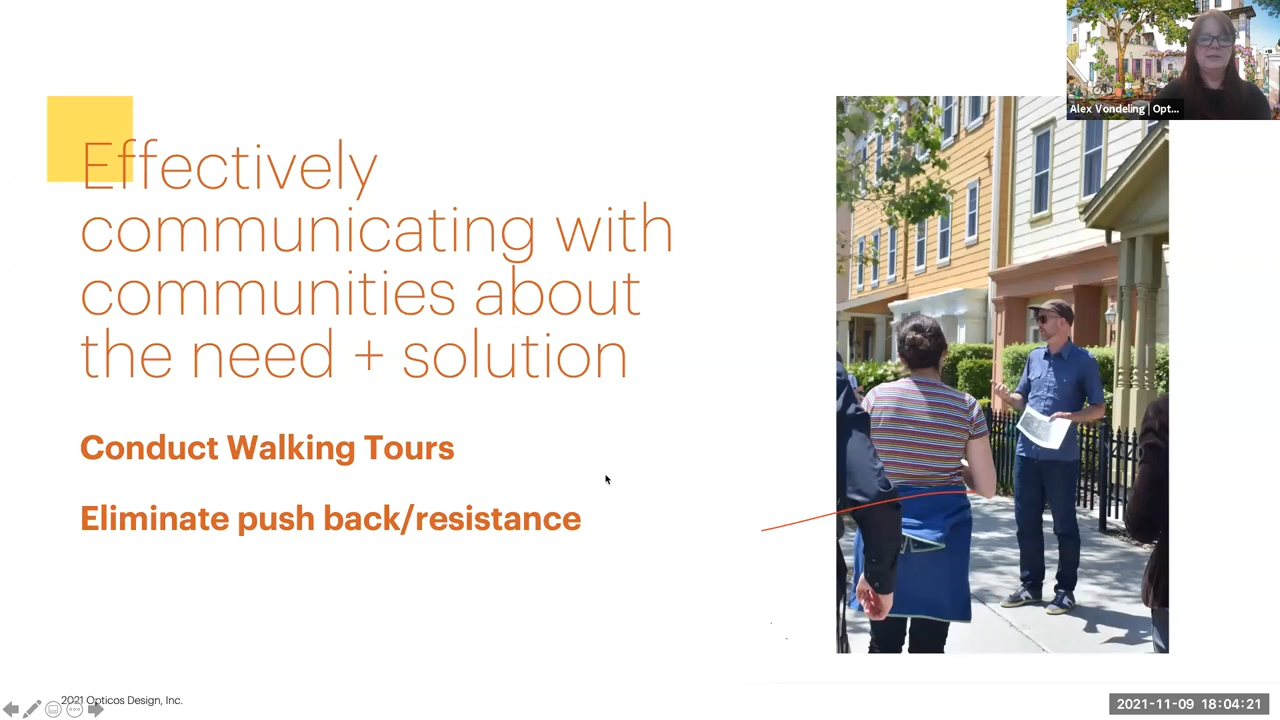 Alex Vondeling | Opt...
Effectively
communicating with
communities about
the need + solution
Conduct Walking Tours
Eliminate push back/resistance
2021 Opticos Design, Inc.
2021-11-09 18:04:21